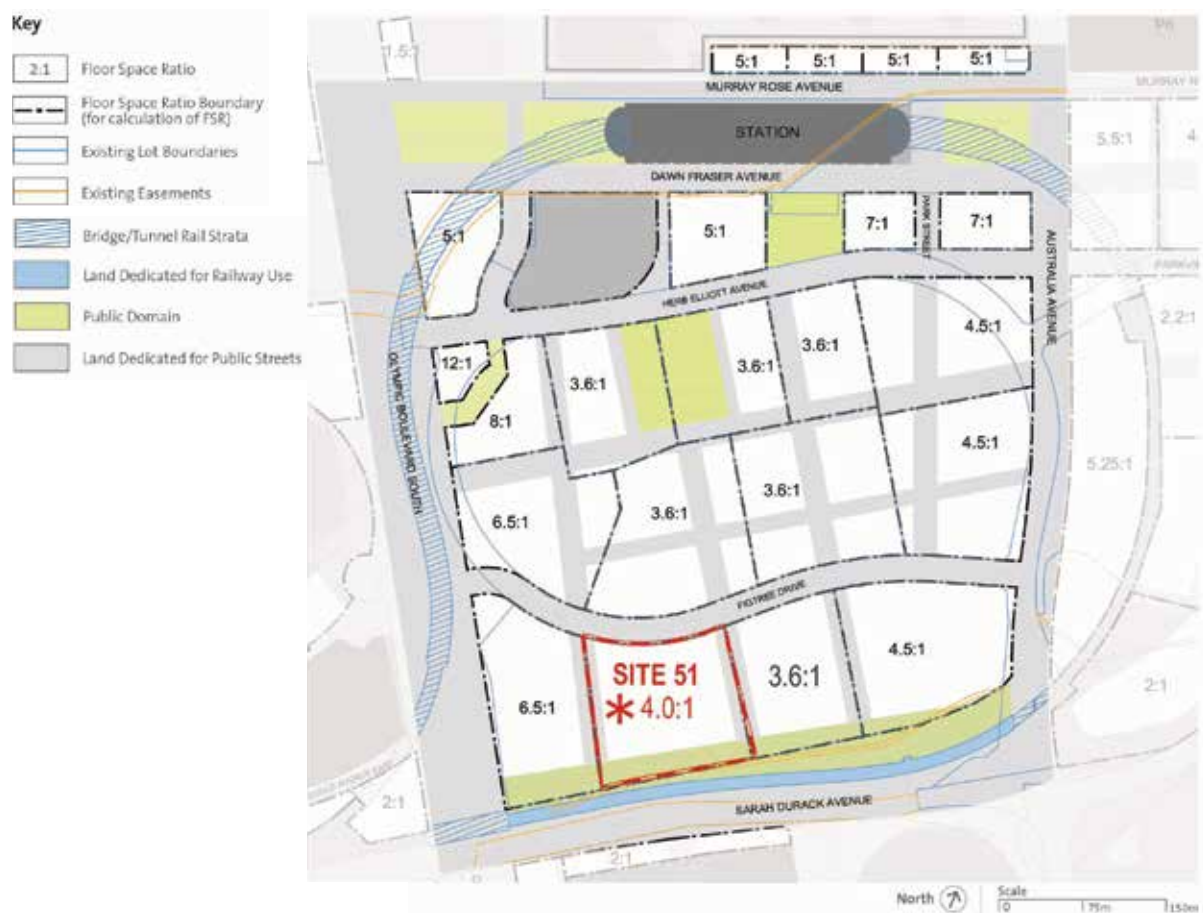 Key
2:1 Floor Space Ratio
Floor Space Ratio Boundary
(for calculation of FSR)
Existing Lot Boundaries
Existing Easements
Bridge/Tunnel Rail Strata
Land Dedicated for Railway Use
Public Domain
Land Dedicated for Public Streets
1.5:1
5:1 5:1 5:1 5:1
MURRAY ROSE AVENUE
MURRAY R
STATION
5.5:1
4
DAWN FRASER AVENUE
5:1
5:1
7:1
PARK STREET
7:1
AUSTRALIA AVENUE
HERB ELLIOTT AVENUE
2.2:1
12:1
8:1
3.6:1
3.6:1
3.6:1
4.5:1
OLYMPIC BOULEVARD SOUTH
6.5:1
3.6:1
3.6:1
4.5:1
5.25:1
FIGTREE DRIVE
6.5:1
SITE 51
* 4.0:1
3.6:1
4.5:1
2:1
2:1
SARAH DURACK AVENUE
2:1
North
Scale
0 75m 150m